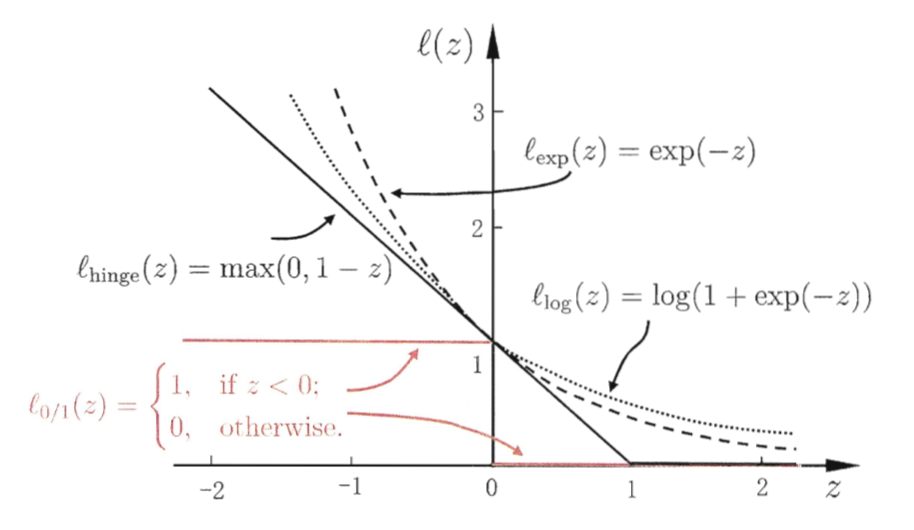 ℓ(z)
3
ℓ_exp(z) = exp(−z)
2
ℓ_hinge(z) = max(0, 1 − z)
ℓ_log(z) = log(1 + exp(−z))
1
ℓ_0/1(z) = { 1, if z < 0;
0, otherwise.
-2 -1 0 1 2 z